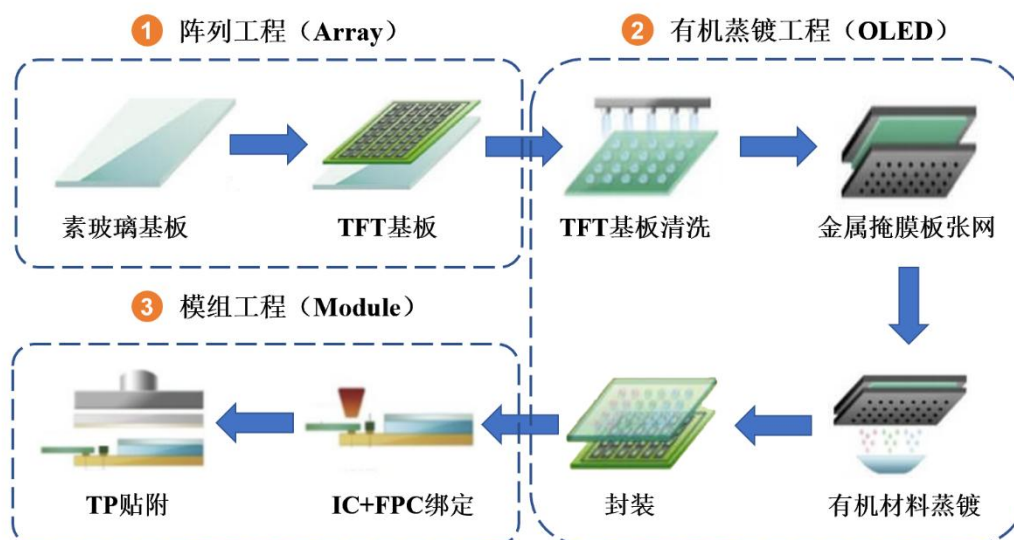 1 阵列工程（Array）
2 有机蒸镀工程（OLED）
素玻璃基板
TFT基板
TFT基板清洗
金属掩膜板张网
3 模组工程（Module）
TP贴附
IC+FPC绑定
封装
有机材料蒸镀